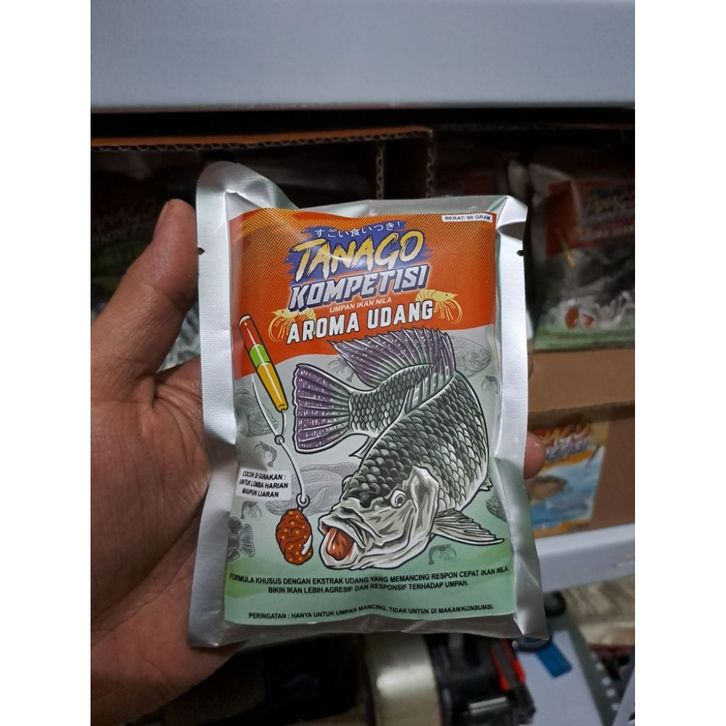 BERAT: 90 GRAM
すごい食いつき!
TANAGO
KOMPETISI
UMPAN IKAN NILA
AROMA UDANG
COCOK DI GUNAKAN :
UNTUK LOMBA HARIAN
MAUPUN LIARAN
FORMULA KHUSUS DENGAN EKSTRAK UDANG YANG MEMANCING RESPON CEPAT IKAN NILA
BIKIN IKAN LEBIH AGRESIF DAN RESPONSIF TERHADAP UMPAN.
PERINGATAN : HANYA UNTUK UMPAN MANCING, TIDAK UNTUK DI MAKAN/KONSUMSI.
TANAGO
TANAGO